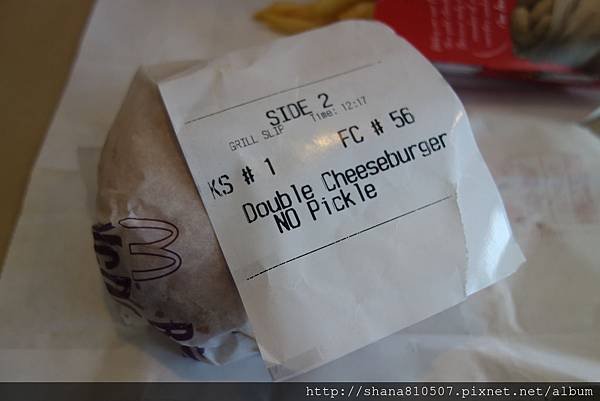 SIDE 2
GRILL SLIP Time: 12:17
KS # 1 FC # 56
Double Cheeseburger
NO Pickle
http://shana810507.pixnet.net/album